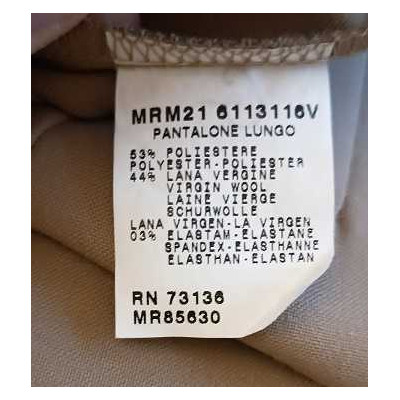 MRM21 6113116V
PANTALONE LUNGO
53% POLIESTERE
POLYESTER-POLIESTER
44% LANA VERGINE
VIRGIN WOOL
LAINE VIERGE
SCHURWOLLE
LANA VIRGEN-LA VIRGEN
03% ELASTAM-ELASTANE
SPANDEX-ELASTHANNE
ELASTHAN-ELASTAN
RN 73136
MR85630